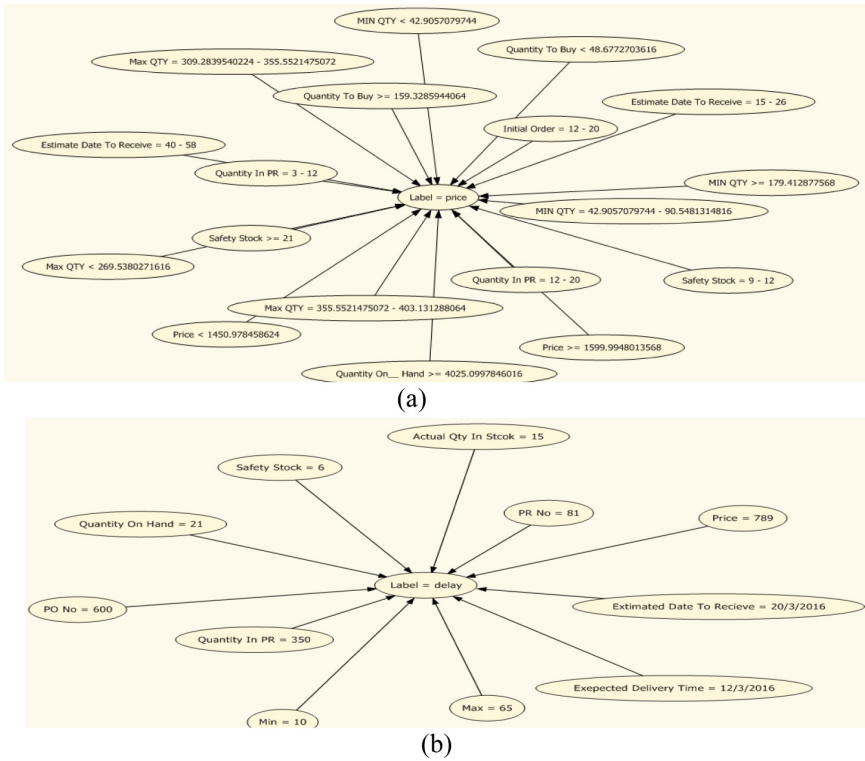 MIN QTY < 42.9057079744
Quantity To Buy < 48.6772703616
Max QTY = 309.2839540224 - 355.5521475072
Quantity To Buy >= 159.3285944064
Estimate Date To Receive = 15 - 26
Initial Order = 12 - 20
Estimate Date To Receive = 40 - 58
Quantity In PR = 3 - 12
MIN QTY >= 179.412877568
Label = price
MIN QTY = 42.9057079744 - 90.5481314816
Safety Stock >= 21
Max QTY < 269.5380271616
Quantity In PR = 12 - 20
Safety Stock = 9 - 12
Max QTY = 355.5521475072 - 403.131288064
Price < 1450.978458624
Price >= 1599.9948013568
Quantity On__ Hand >= 4025.0997846016
(a)
Actual Qty In Stcok = 15
Safety Stock = 6
PR No = 81
Price = 789
Quantity On Hand = 21
Label = delay
PO No = 600
Extimated Date To Recieve = 20/3/2016
Quantity In PR = 350
Exepected Delivery Time = 12/3/2016
Max = 65
Min = 10
(b)